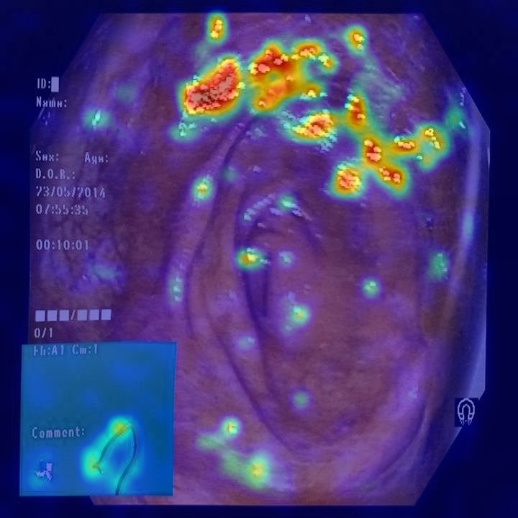 ID:
Name:
Sex: Age:
D.O.B.:
23/05/2014
07:55:35
00:10:01
■■■/■■■
0/1
Eh:A1 Cm:1
Comment: